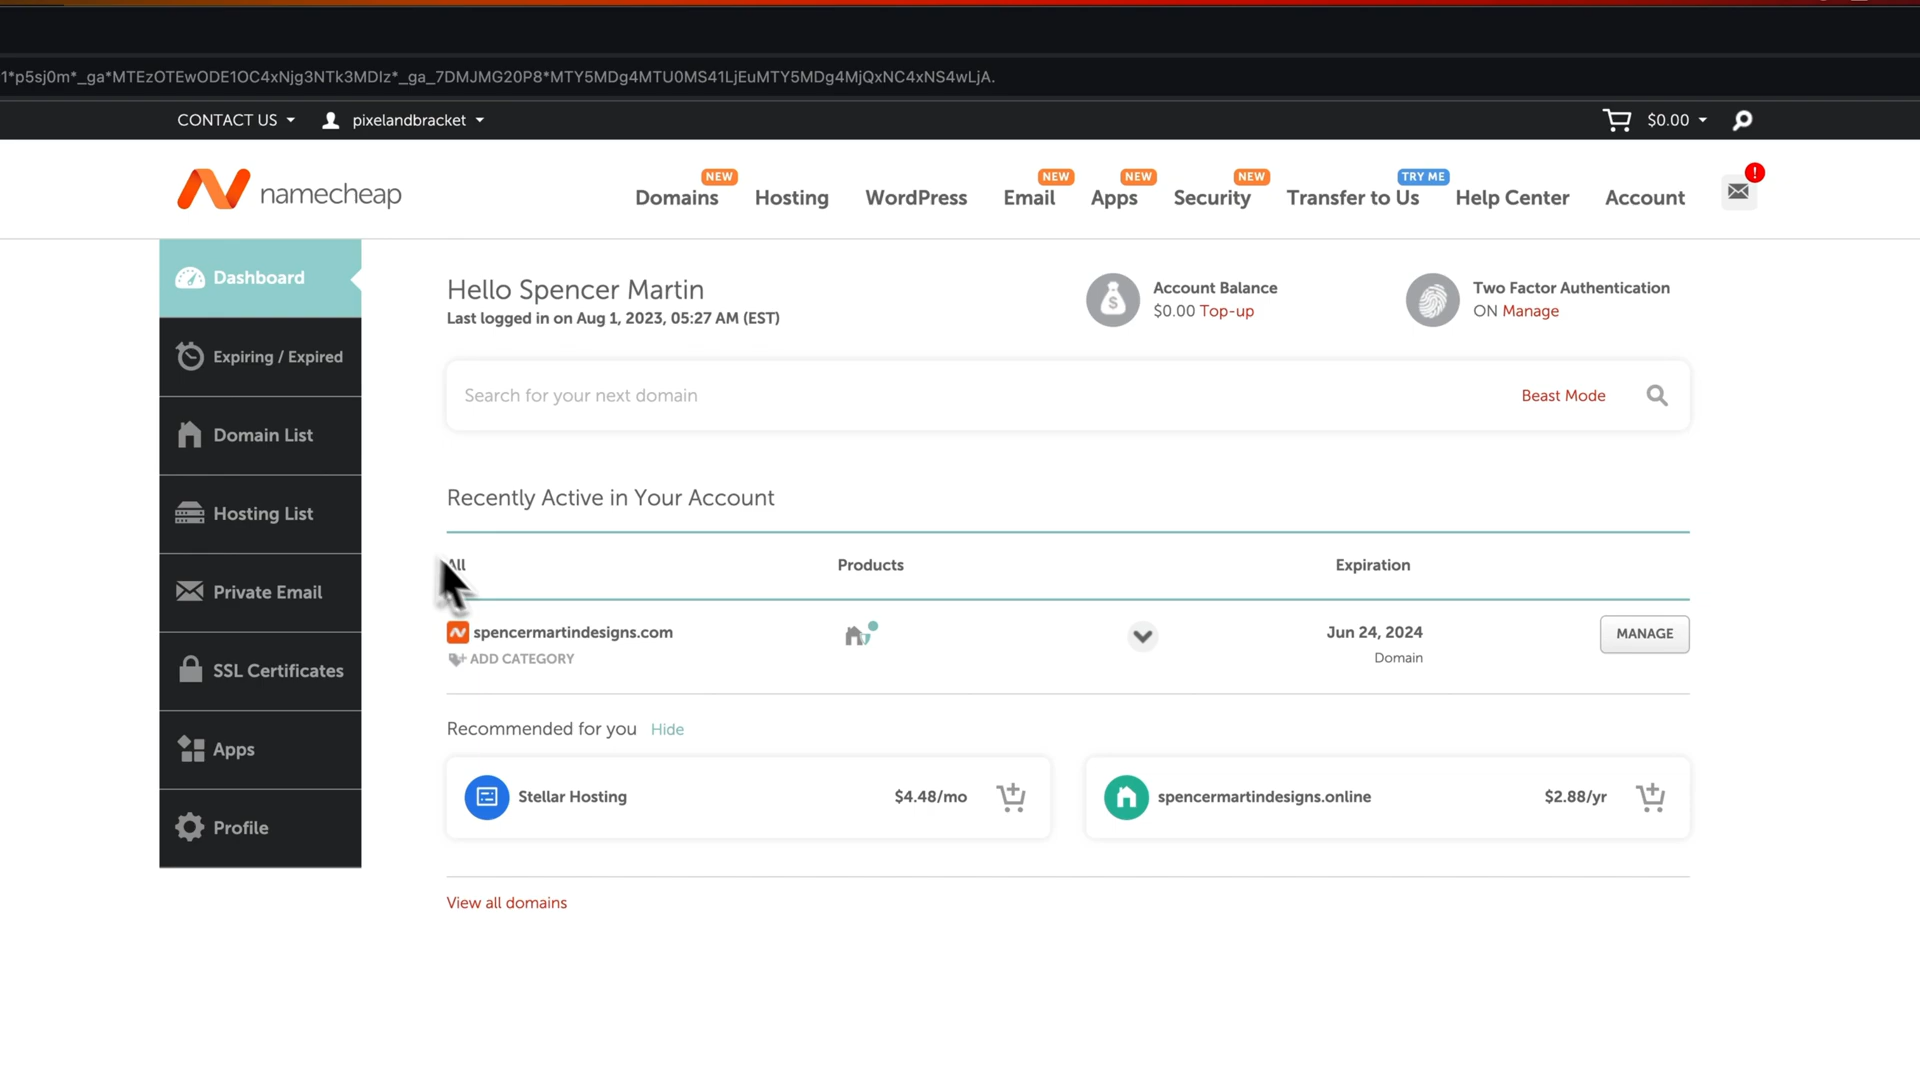 1*p5sj0m*_ga*MTEzOTEwODE1OC4xNjg3NTk3MDIz*_ga_7DMJMG20P8*MTY5MDg4MTU0MS41LjEuMTY5MDg4MjQxNC4xNS4wLjA.
CONTACT US pixelandbracket $0.00
NEW NEW NEW NEW TRY ME !
namecheap Domains Hosting WordPress Email Apps Security Transfer to Us Help Center Account
Dashboard
Expiring / Expired
Domain List
Hosting List
Private Email
SSL Certificates
Apps
Profile
Hello Spencer Martin
Last logged in on Aug 1, 2023, 05:27 AM (EST)
Account Balance
$0.00 Top-up
Two Factor Authentication
ON Manage
Search for your next domain Beast Mode
Recently Active in Your Account
All Products Expiration
spencermartindesigns.com Jun 24, 2024 MANAGE
ADD CATEGORY Domain
Recommended for you Hide
Stellar Hosting $4.48/mo spencermartindesigns.online $2.88/yr
View all domains